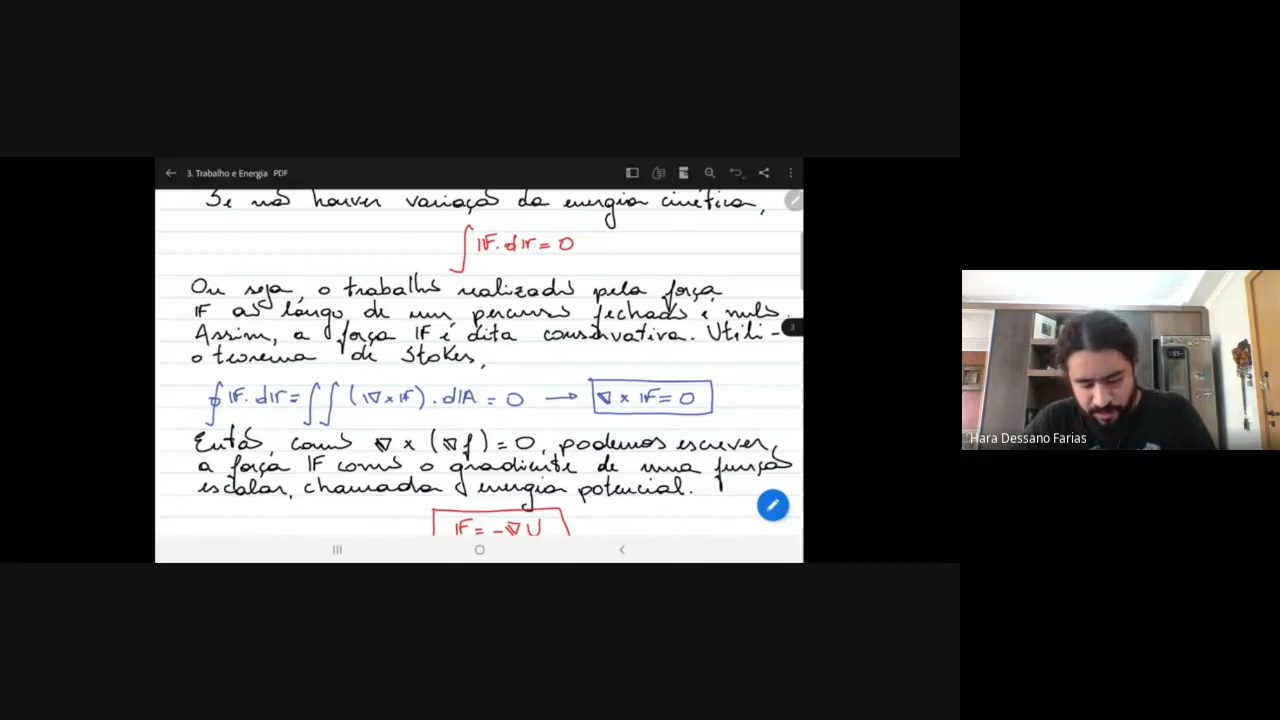 3. Trabalho e Energia PDF
Se não houver variação da energia cinética,
∫ F · dr = 0
Ou seja, o trabalho realizado pela força
F ao longo de um percurso fechado é nulo.
3
Assim, a força F é dita conservativa. Utili-
o teorema de Stokes,
∮ F · dr = ∫∫ (∇ × F) · dA = 0 → ∇ × F = 0
Então, como ∇ × (∇f) = 0, podemos escrever
a força F como o gradiente de uma função
escalar, chamada energia potencial.
F = -∇U
Hara Dessano Farias